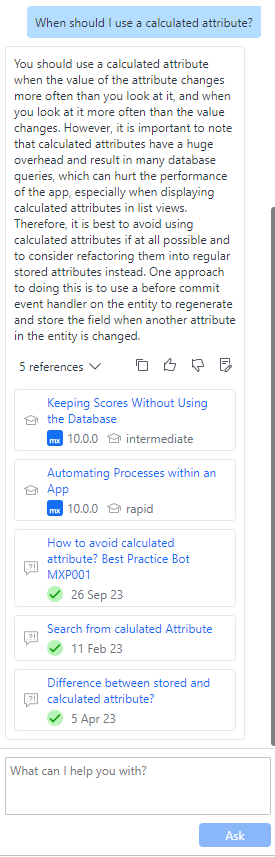 When should I use a calculated attribute?
You should use a calculated attribute
when the value of the attribute changes
more often than you look at it, and when
you look at it more often than the value
changes. However, it is important to note
that calculated attributes have a huge
overhead and result in many database
queries, which can hurt the performance
of the app, especially when displaying
calculated attributes in list views.
Therefore, it is best to avoid using
calculated attributes if at all possible and
to consider refactoring them into regular
stored attributes instead. One approach
to doing this is to use a before commit
event handler on the entity to regenerate
and store the field when another attribute
in the entity is changed.
5 references
Keeping Scores Without Using
the Database
mx 10.0.0 intermediate
Automating Processes within an
App
mx 10.0.0 rapid
How to avoid calculated
attribute? Best Practice Bot
MXP001
26 Sep 23
Search from calulated Attribute
11 Feb 23
Difference between stored and
calculated attribute?
5 Apr 23
What can I help you with?
Ask